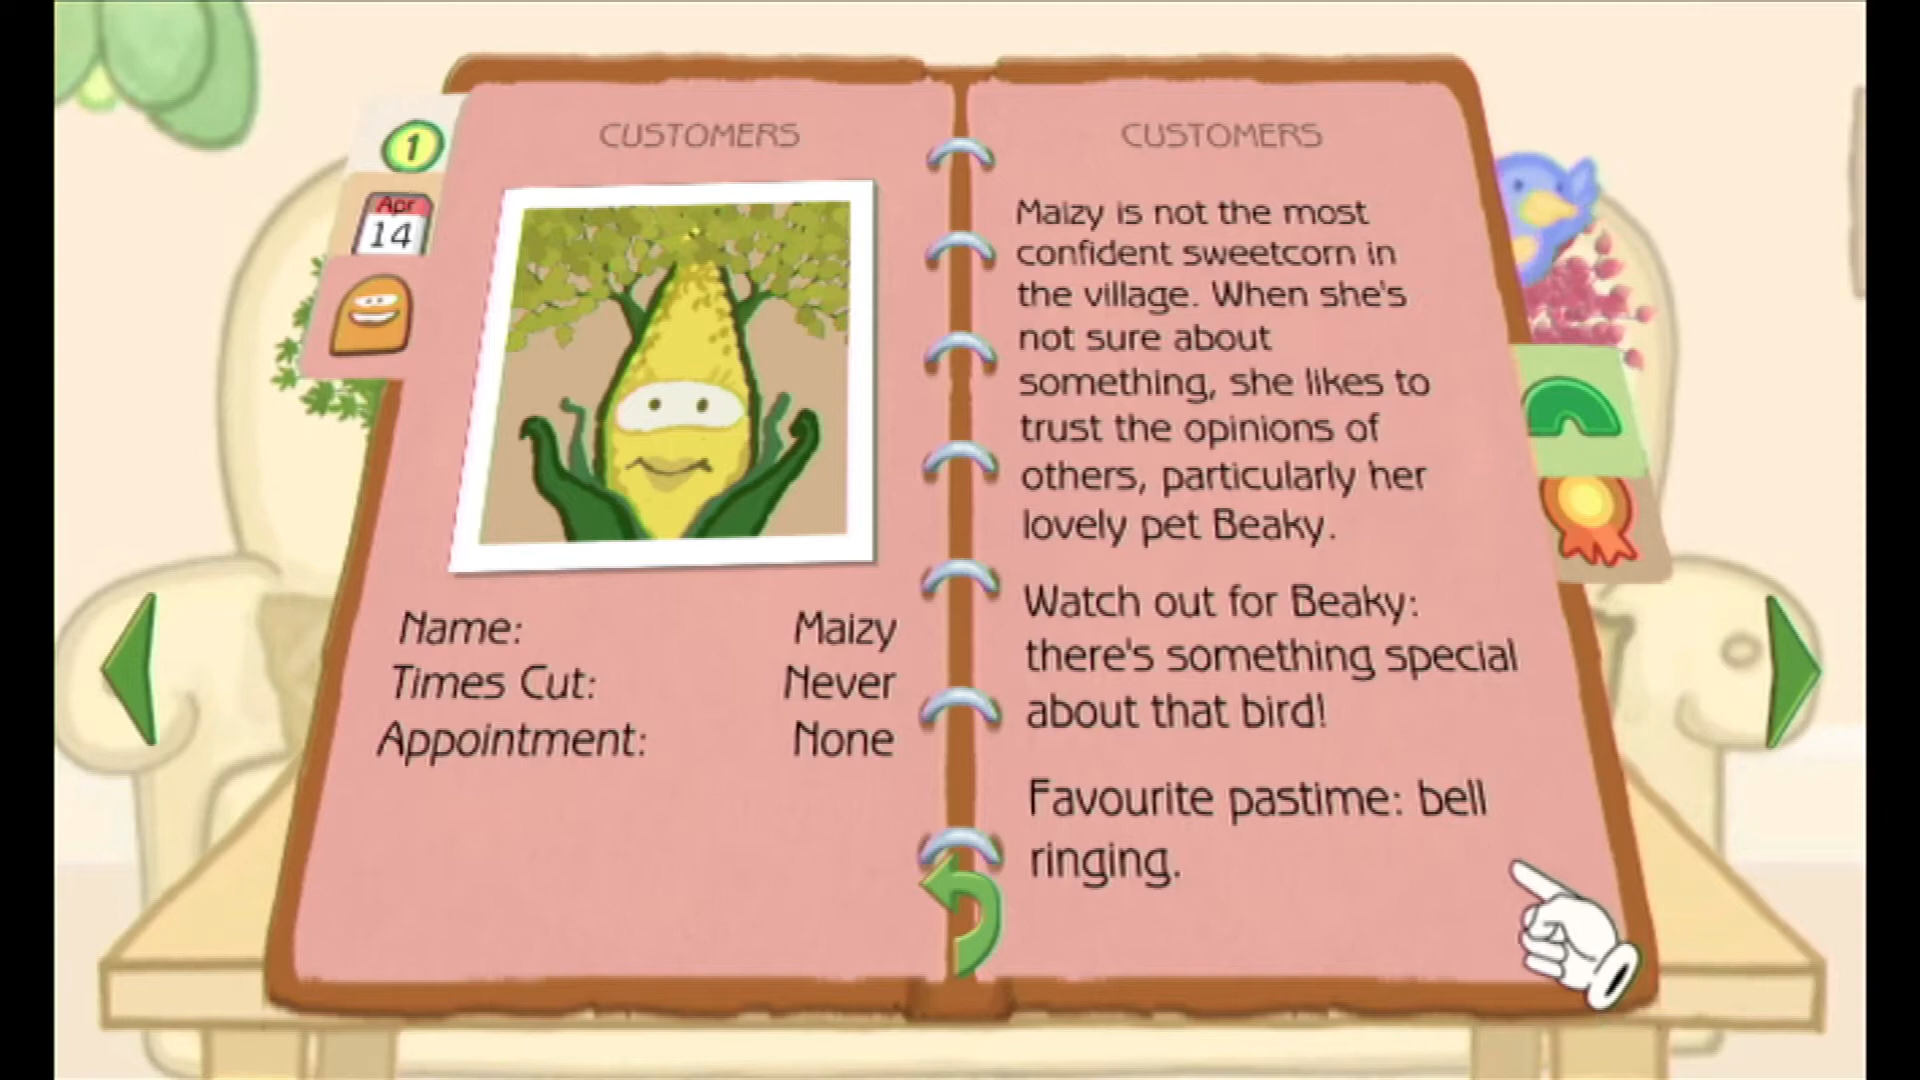 CUSTOMERS
1
Apr
14
Name: Maizy
Times Cut: Never
Appointment: None
CUSTOMERS
Maizy is not the most
confident sweetcorn in
the village. When she's
not sure about
something, she likes to
trust the opinions of
others, particularly her
lovely pet Beaky.
Watch out for Beaky:
there's something special
about that bird!
Favourite pastime: bell
ringing.